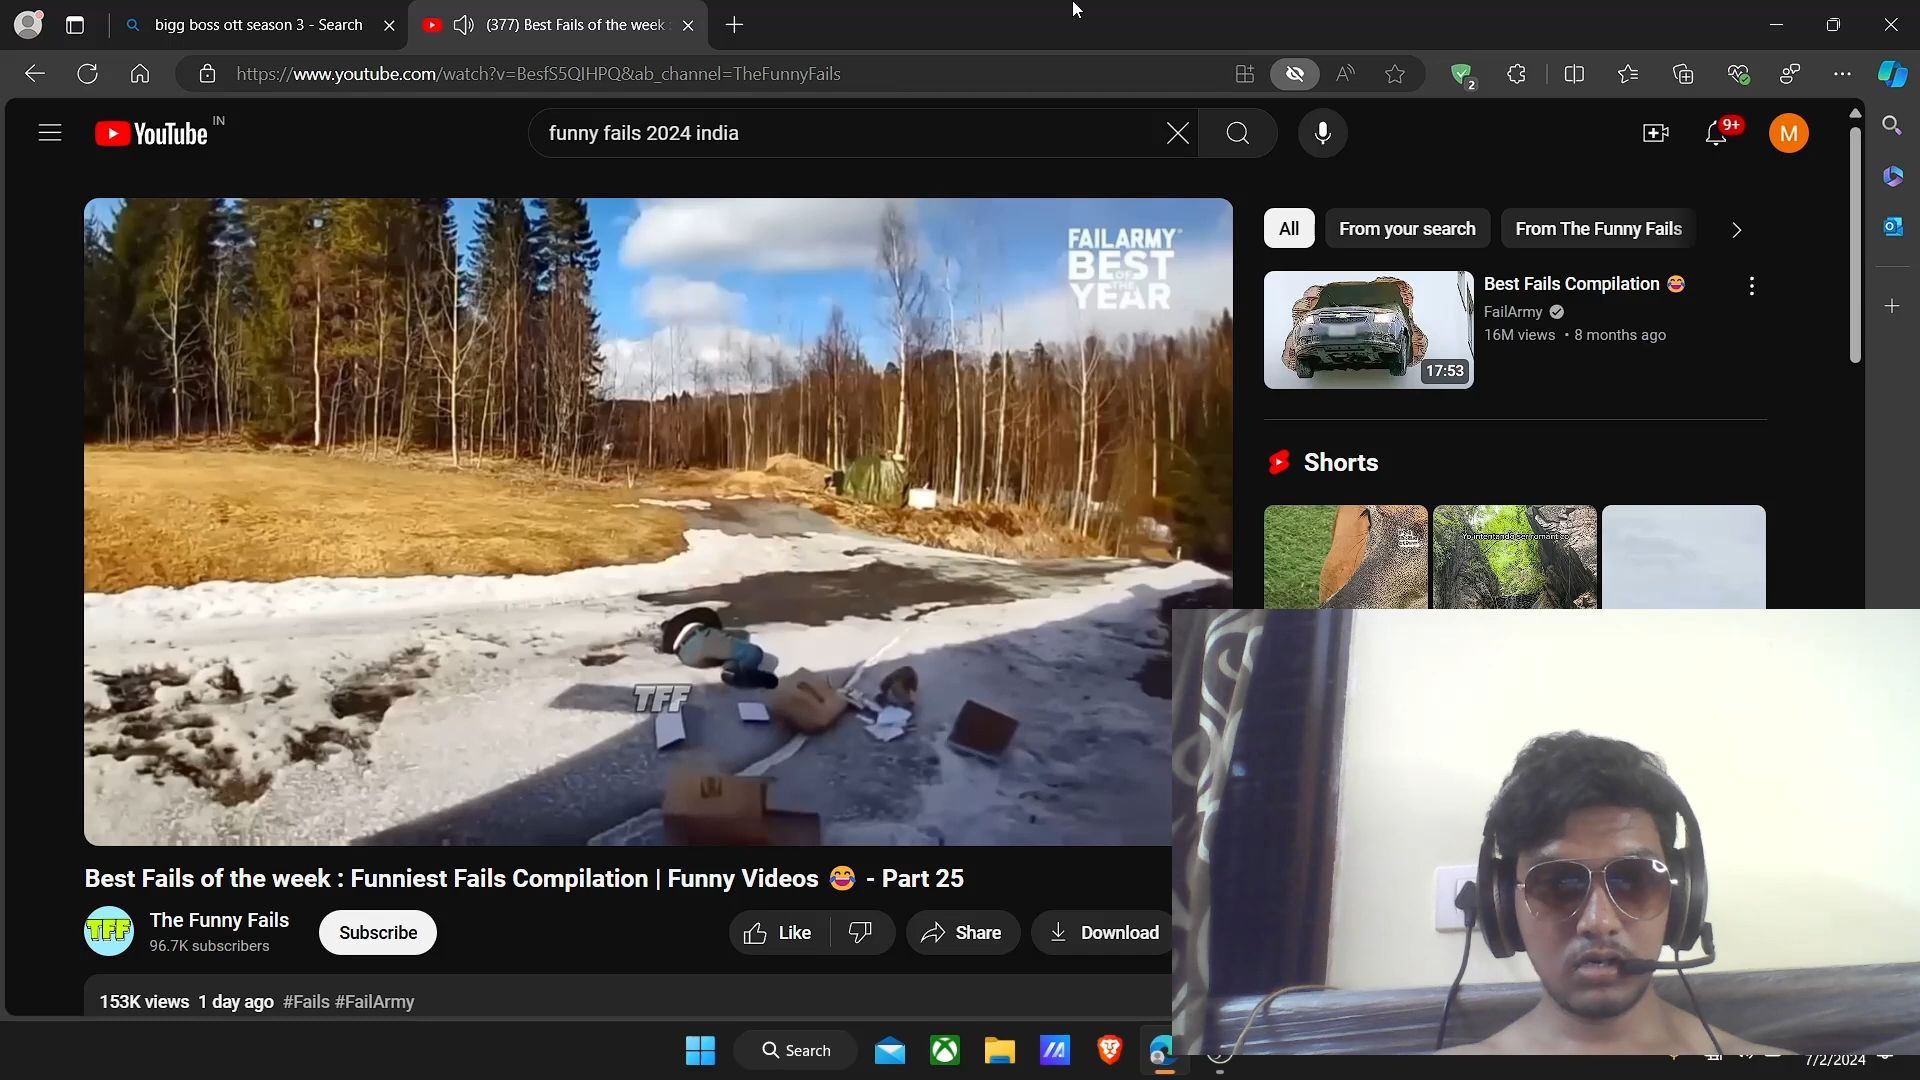 bigg boss ott season 3 - Search
(377) Best Fails of the week
https://www.youtube.com/watch?v=BesfS5QIHPQ&ab_channel=TheFunnyFails
2
YouTube IN
funny fails 2024 india
9+
M
FAILARMY
BEST
OF THE
YEAR
TFF
All
From your search
From The Funny Fails
Best Fails Compilation 😂
FailArmy
16M views • 8 months ago
17:53
Shorts
Best Fails of the week : Funniest Fails Compilation | Funny Videos 😂 - Part 25
TFF
The Funny Fails
96.7K subscribers
Subscribe
Like
Share
Download
153K views 1 day ago #Fails #FailArmy
Search
7/2/2024